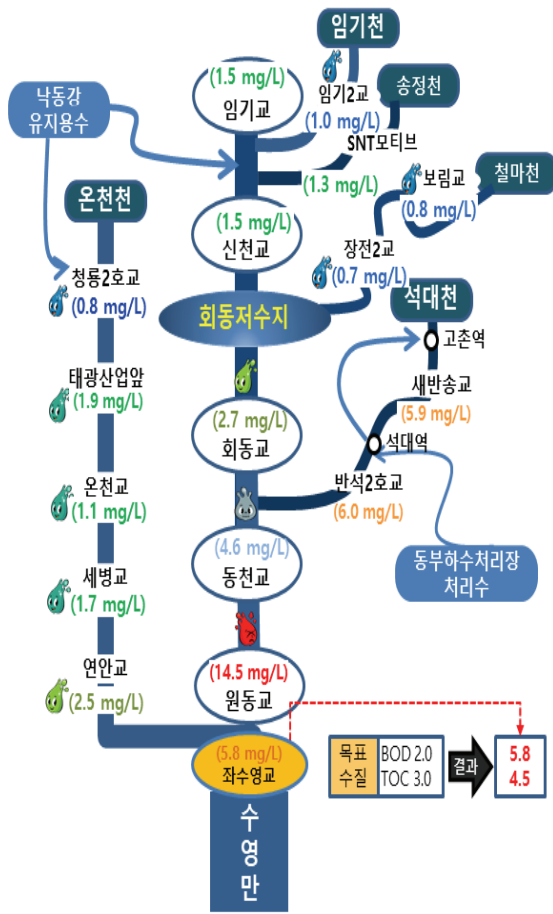 임기천
(1.5 mg/L)
임기교
임기2교
(1.0 mg/L)
송정천
SNT모티브
(1.3 mg/L)
낙동강
유지용수
보림교
(0.8 mg/L)
철마천
온천천
(1.5 mg/L)
신천교
장전2교
(0.7 mg/L)
청룡2호교
(0.8 mg/L)
회동저수지
석대천
고촌역
태광산업앞
(1.9 mg/L)
새반송교
(5.9 mg/L)
(2.7 mg/L)
회동교
석대역
온천교
(1.1 mg/L)
반석2호교
(6.0 mg/L)
(4.6 mg/L)
동천교
동부하수처리장
처리수
세병교
(1.7 mg/L)
연안교
(2.5 mg/L)
(14.5 mg/L)
원동교
(5.8 mg/L)
좌수영교
목표
수질
BOD 2.0
TOC 3.0
결과
5.8
4.5
수
영
만